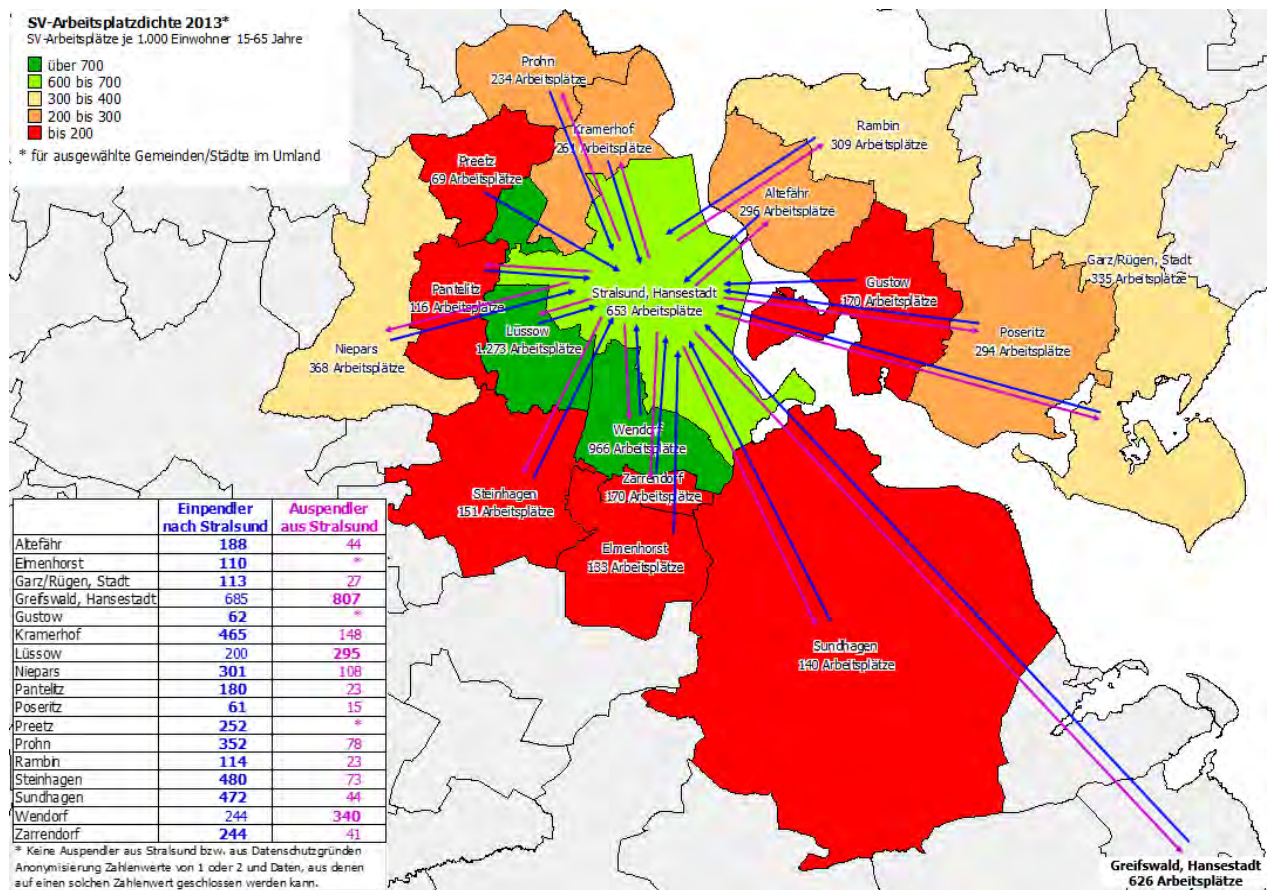 SV-Arbeitsplatzdichte 2013*
SV-Arbeitsplätze je 1.000 Einwohner 15-65 Jahre
über 700
600 bis 700
300 bis 400
200 bis 300
bis 200
* für ausgewählte Gemeinden/Städte im Umland
Prohn
234 Arbeitsplätze
Kramerhof
261 Arbeitsplätze
Rambin
309 Arbeitsplätze
Preetz
69 Arbeitsplätze
Altefähr
296 Arbeitsplätze
Garz/Rügen, Stadt
335 Arbeitsplätze
Gustow
170 Arbeitsplätze
Pantelitz
116 Arbeitsplätze
Stralsund, Hansestadt
653 Arbeitsplätze
Poseritz
294 Arbeitsplätze
Lüssow
1.273 Arbeitsplätze
Niepars
368 Arbeitsplätze
Wendorf
966 Arbeitsplätze
Zarrendorf
170 Arbeitsplätze
Steinhagen
151 Arbeitsplätze
Elmenhorst
133 Arbeitsplätze
Sundhagen
140 Arbeitsplätze
Greifswald, Hansestadt
626 Arbeitsplätze
Einpendler Auspendler
nach Stralsund aus Stralsund
Altefähr 188 44
Elmenhorst 110 *
Garz/Rügen, Stadt 113 27
Greifswald, Hansestadt 685 807
Gustow 62 *
Kramerhof 465 148
Lüssow 200 295
Niepars 301 108
Pantelitz 180 23
Poseritz 61 15
Preetz 252 *
Prohn 352 78
Rambin 114 23
Steinhagen 480 73
Sundhagen 472 44
Wendorf 244 340
Zarrendorf 244 41
* Keine Auspendler aus Stralsund bzw. aus Datenschutzgründen
Anonymisierung Zahlenwerte von 1 oder 2 und Daten, aus denen
auf einen solchen Zahlenwert geschlossen werden kann.